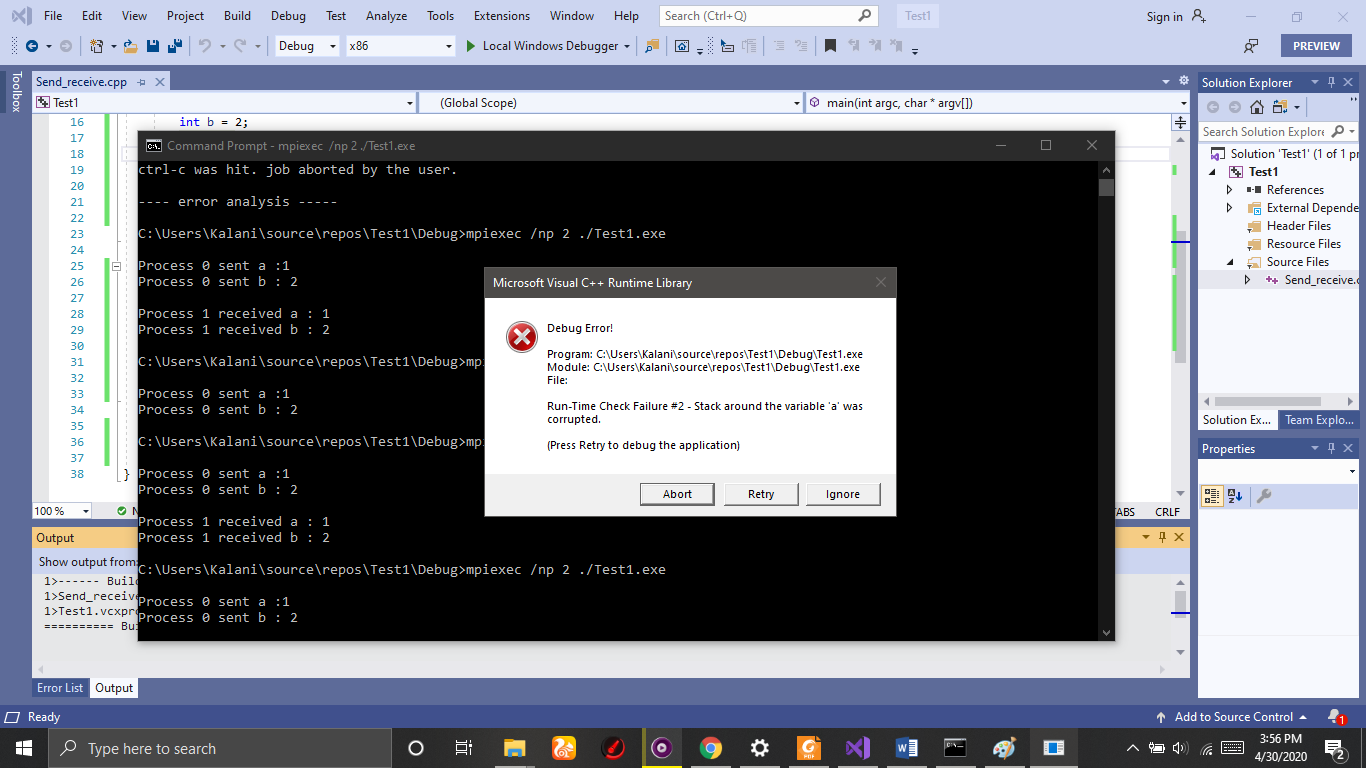 File Edit View Project Build Debug Test Analyze Tools Extensions Window Help Search (Ctrl+Q) Test1 Sign in
Debug x86 Local Windows Debugger PREVIEW
Toolbox
Send_receive.cpp
Test1 (Global Scope) main(int argc, char * argv[])
16 int b = 2;
17
18
19
20
21
22
23
24
25
26
27
28
29
30
31
32
33
34
35
36
37
38 }
100 %
ABS CRLF
Command Prompt - mpiexec /np 2 ./Test1.exe
ctrl-c was hit. job aborted by the user.
---- error analysis -----
C:\Users\Kalani\source\repos\Test1\Debug>mpiexec /np 2 ./Test1.exe
Process 0 sent a :1
Process 0 sent b : 2
Process 1 received a : 1
Process 1 received b : 2
C:\Users\Kalani\source\repos\Test1\Debug>mpi
Process 0 sent a :1
Process 0 sent b : 2
C:\Users\Kalani\source\repos\Test1\Debug>mpi
Process 0 sent a :1
Process 0 sent b : 2
Process 1 received a : 1
Process 1 received b : 2
C:\Users\Kalani\source\repos\Test1\Debug>mpiexec /np 2 ./Test1.exe
Process 0 sent a :1
Process 0 sent b : 2
Microsoft Visual C++ Runtime Library
Debug Error!
Program: C:\Users\Kalani\source\repos\Test1\Debug\Test1.exe
Module: C:\Users\Kalani\source\repos\Test1\Debug\Test1.exe
File:
Run-Time Check Failure #2 - Stack around the variable 'a' was
corrupted.
(Press Retry to debug the application)
Abort Retry Ignore
Solution Explorer
Search Solution Explore
Solution 'Test1' (1 of 1 pr
Test1
References
External Depende
Header Files
Resource Files
Source Files
Send_receive.c
Solution Ex... Team Explo...
Properties
Output
Show output from:
1>------ Build
1>Send_receive
1>Test1.vcxpro
========== Bui
Error List Output
Ready Add to Source Control 1
Type here to search
3:56 PM
4/30/2020
2